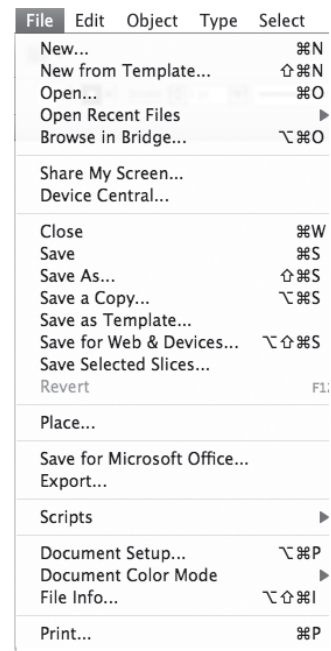 File Edit Object Type Select
New... ⌘N
New from Template... ⇧⌘N
Open... ⌘O
Open Recent Files ▶
Browse in Bridge... ⌥⌘O
Share My Screen...
Device Central...
Close ⌘W
Save ⌘S
Save As... ⇧⌘S
Save a Copy... ⌥⌘S
Save as Template...
Save for Web & Devices... ⌥⇧⌘S
Save Selected Slices...
Revert F12
Place...
Save for Microsoft Office...
Export...
Scripts ▶
Document Setup... ⌥⌘P
Document Color Mode ▶
File Info... ⌥⇧⌘I
Print... ⌘P